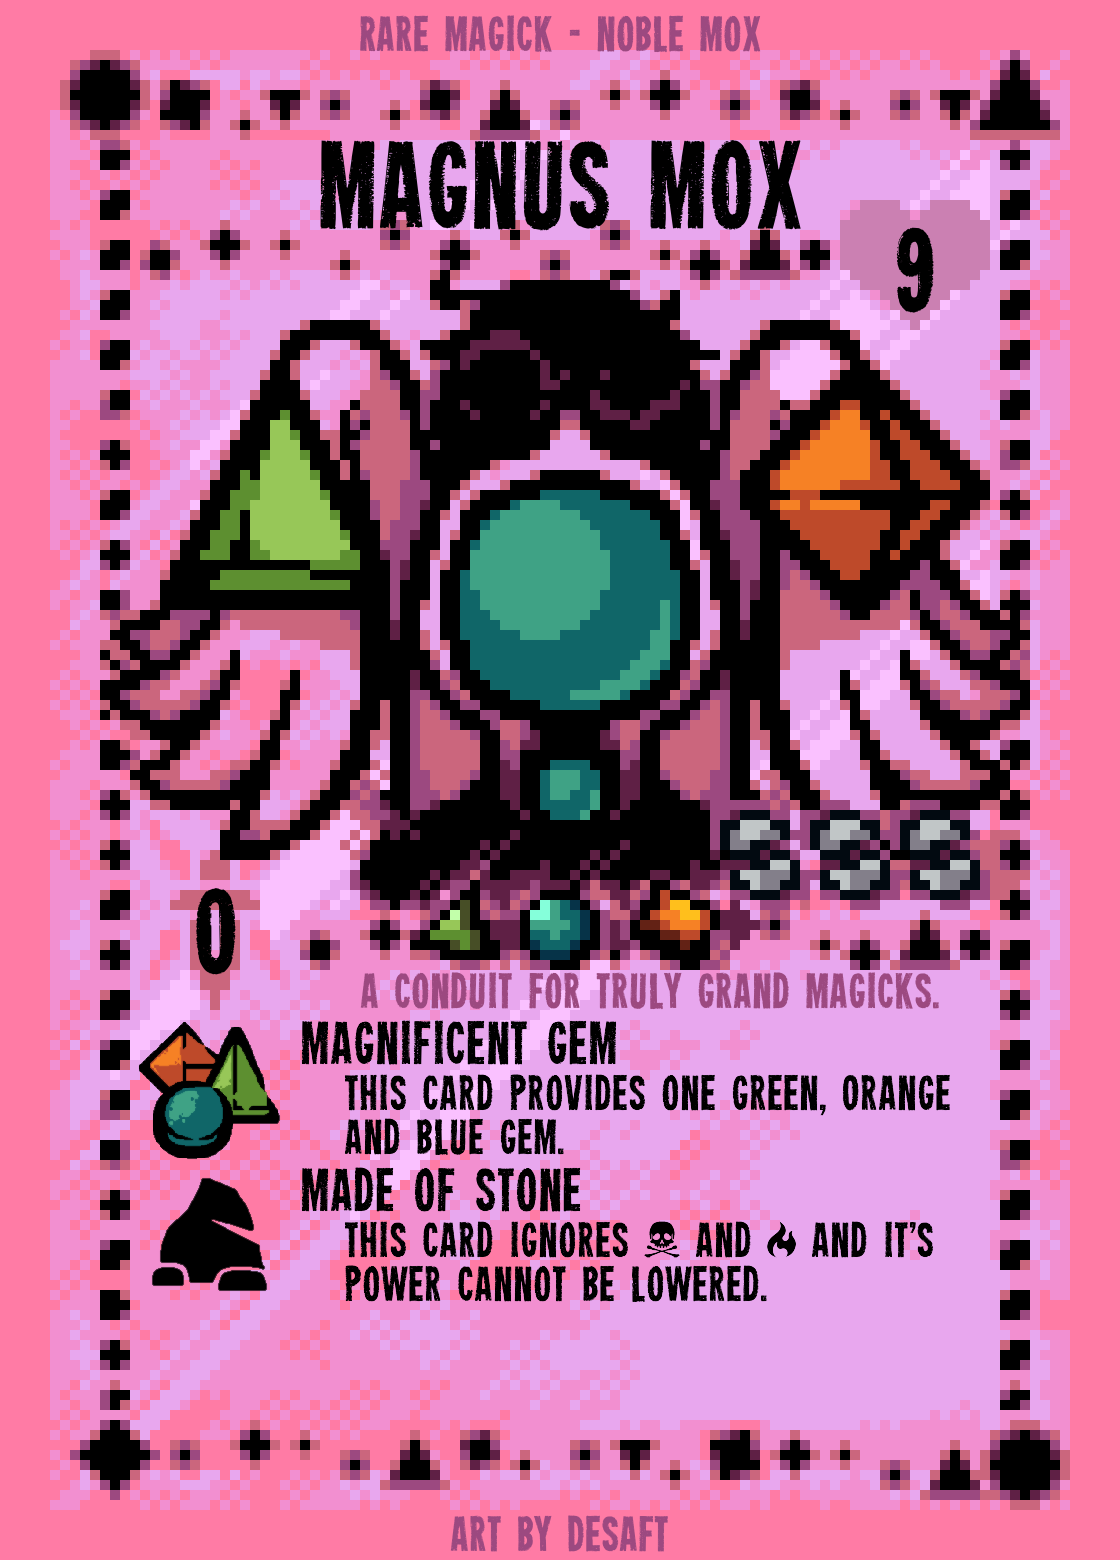 RARE MAGICK - NOBLE MOX
MAGNUS MOX
9
0
A CONDUIT FOR TRULY GRAND MAGICKS.
MAGNIFICENT GEM
THIS CARD PROVIDES ONE GREEN, ORANGE
AND BLUE GEM.
MADE OF STONE
THIS CARD IGNORES ☠ AND 🔥 AND IT'S
POWER CANNOT BE LOWERED.
ART BY DESAFT